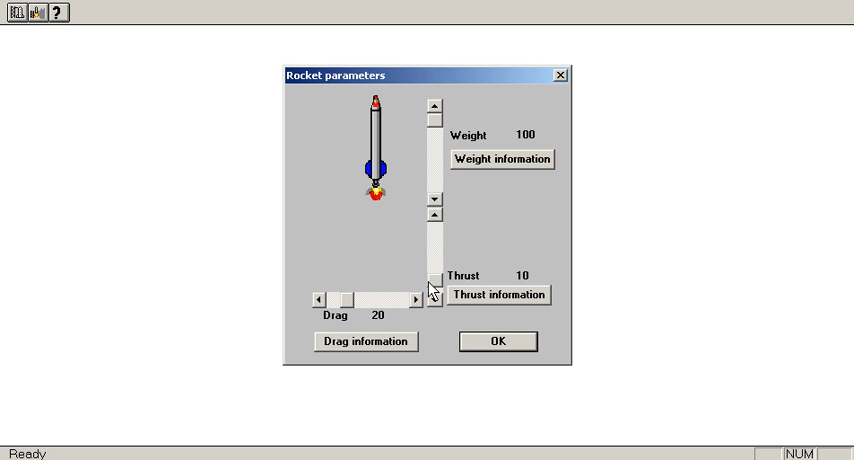 ?
Rocket parameters
Weight 100
Weight information
Thrust 10
Thrust information
Drag 20
Drag information
OK
Ready
NUM